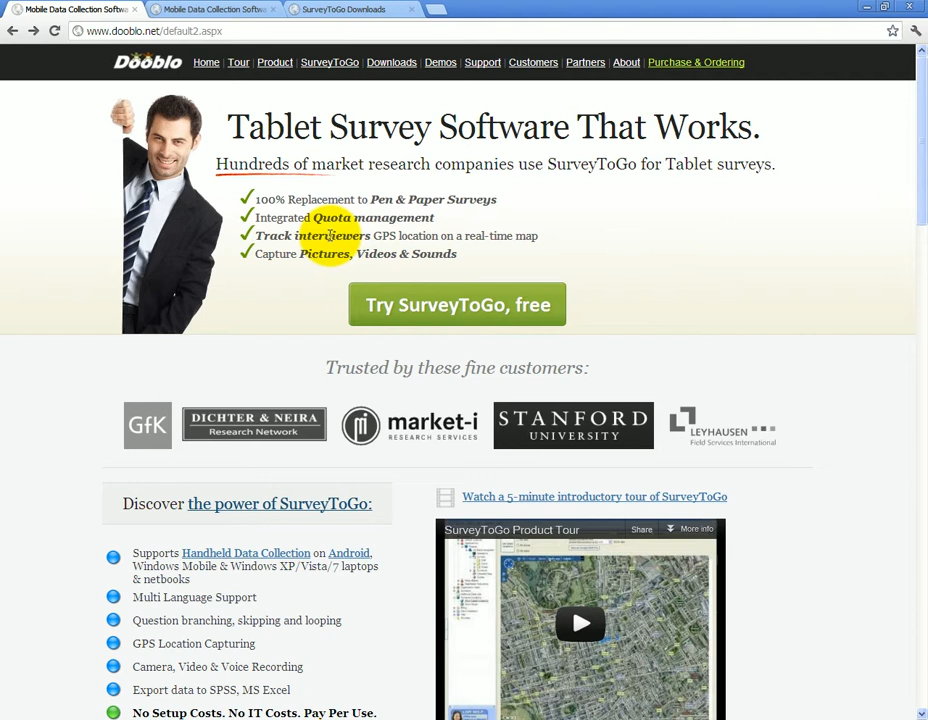 Mobile Data Collection Softwa
Mobile Data Collection Softw
SurveyToGo Downloads
www.dooblo.net/default2.aspx
Dooblo
Home | Tour | Product | SurveyToGo | Downloads | Demos | Support | Customers | Partners | About | Purchase & Ordering
Tablet Survey Software That Works.
Hundreds of market research companies use SurveyToGo for Tablet surveys.
100% Replacement to Pen & Paper Surveys
Integrated Quota management
Track interviewers GPS location on a real-time map
Capture Pictures, Videos & Sounds
Try SurveyToGo, free
Trusted by these fine customers:
GfK
DICHTER & NEIRA
Research Network
market-i
RESEARCH SERVICES
STANFORD
UNIVERSITY
LEYHAUSEN
Field Services International
Discover the power of SurveyToGo:
Supports Handheld Data Collection on Android,
Windows Mobile & Windows XP/Vista/7 laptops
& netbooks
Multi Language Support
Question branching, skipping and looping
GPS Location Capturing
Camera, Video & Voice Recording
Export data to SPSS, MS Excel
No Setup Costs. No IT Costs. Pay Per Use.
Watch a 5-minute introductory tour of SurveyToGo
SurveyToGo Product Tour
Share
More info